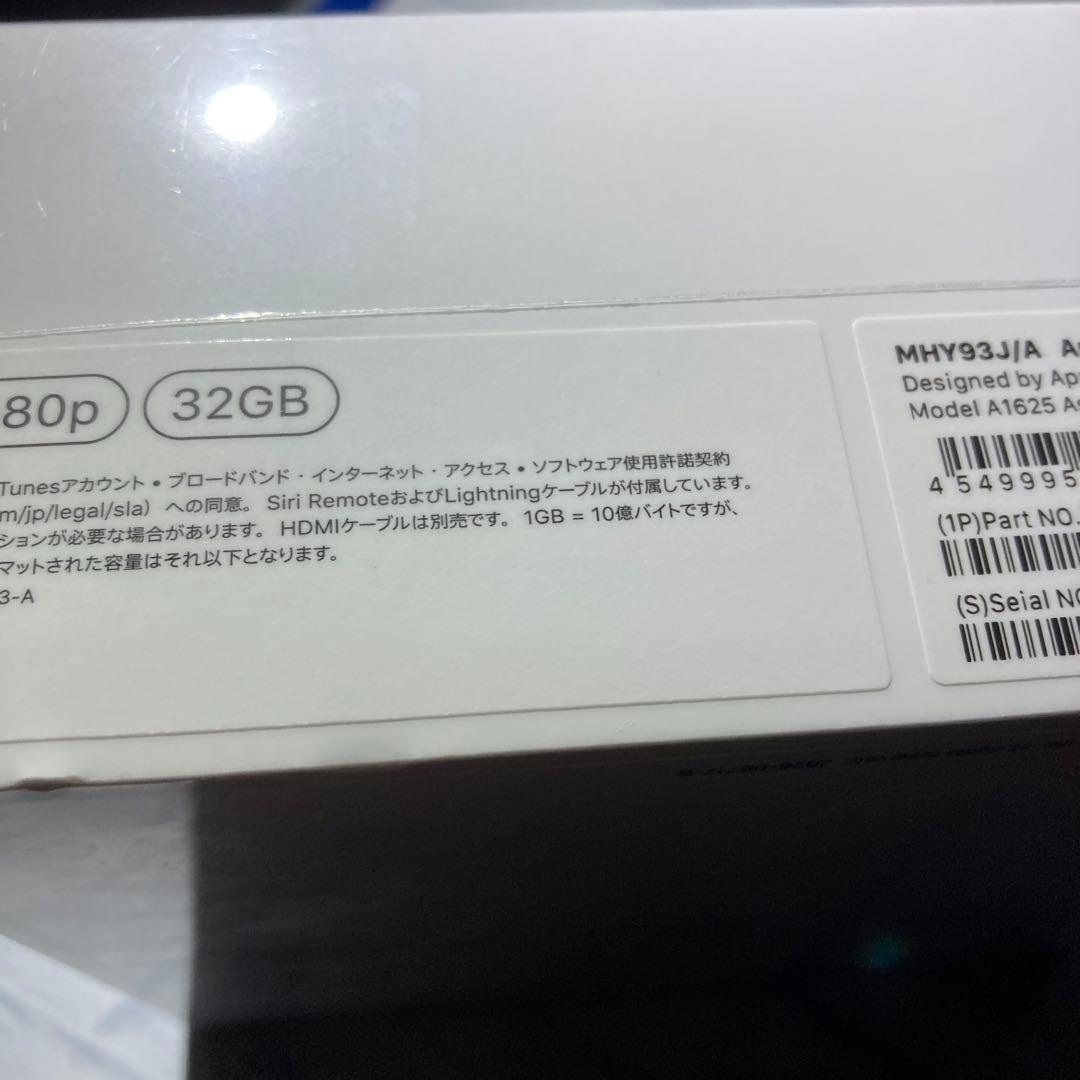 80p 32GB
Tunesアカウント • ブロードバンド・インターネット・アクセス • ソフトウェア使用許諾契約
m/jp/legal/sla）への同意。 Siri RemoteおよびLightningケーブルが付属しています。
ションが必要な場合があります。 HDMIケーブルは別売です。 1GB = 10億バイトですが、
マットされた容量はそれ以下となります。
3-A
MHY93J/A
Designed by App
Model A1625
4 549995
(1P)Part NO.
(S)Seial NO